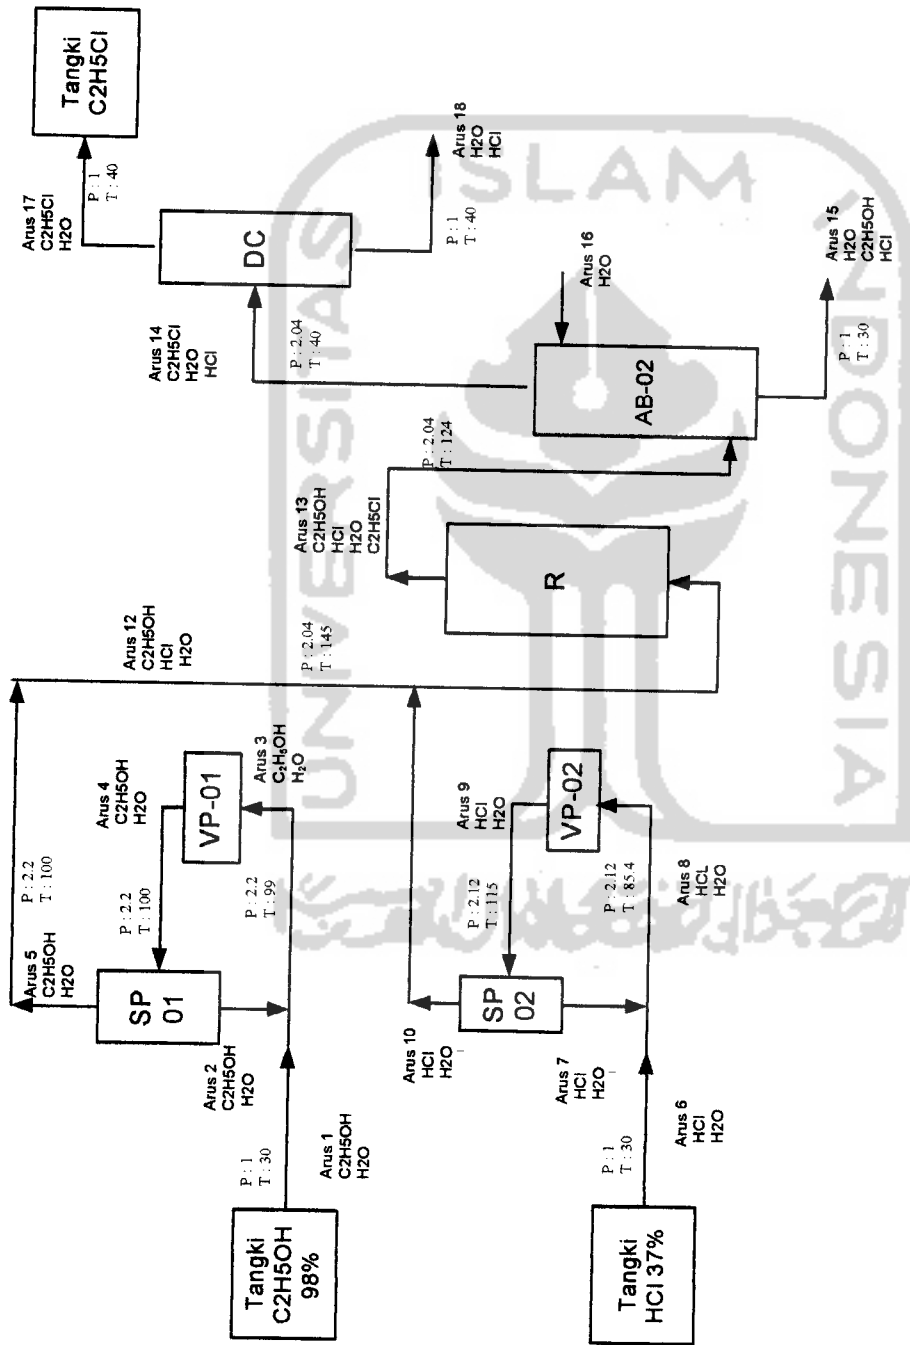 Tangki
C2H5OH
98%
P : 1
T : 30
Arus 1
C2H5OH
H2O
Arus 2
C2H5OH
H2O
SP
01
Arus 5
C2H5OH
H2O
P : 2.2
T : 100
P : 2.2
T : 100
P : 2.2
T : 99
Arus 4
C2H5OH
H2O
VP-01
Arus 3
C2H5OH
H2O
Arus 12
C2H5OH
HCl
H2O
P : 2.04
T : 145
Tangki
HCl 37%
P : 1
T : 30
Arus 6
HCl
H2O
Arus 7
HCl
H2O
Arus 10
HCl
H2O
SP
02
P : 2.12
T : 115
P : 2.12
T : 85.4
Arus 8
HCL
H2O
Arus 9
HCl
H2O
VP-02
R
Arus 13
C2H5OH
HCl
H2O
C2H5Cl
P : 2.04
T : 124
AB-02
Arus 16
H2O
Arus 15
H2O
C2H5OH
HCl
P : 1
T : 30
Arus 14
C2H5Cl
H2O
HCl
P : 2.04
T : 40
DC
Arus 17
C2H5Cl
H2O
P : 1
T : 40
Tangki
C2H5Cl
Arus 18
H2O
HCl
P : 1
T : 40
UNIVERSITAS
ISLAM
INDONESIA